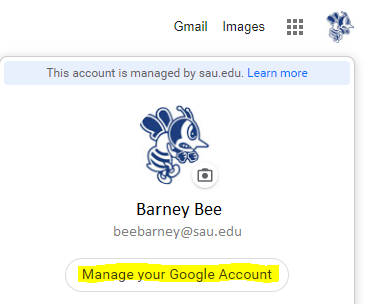 Gmail Images
This account is managed by sau.edu. Learn more
Barney Bee
beebarney@sau.edu
Manage your Google Account